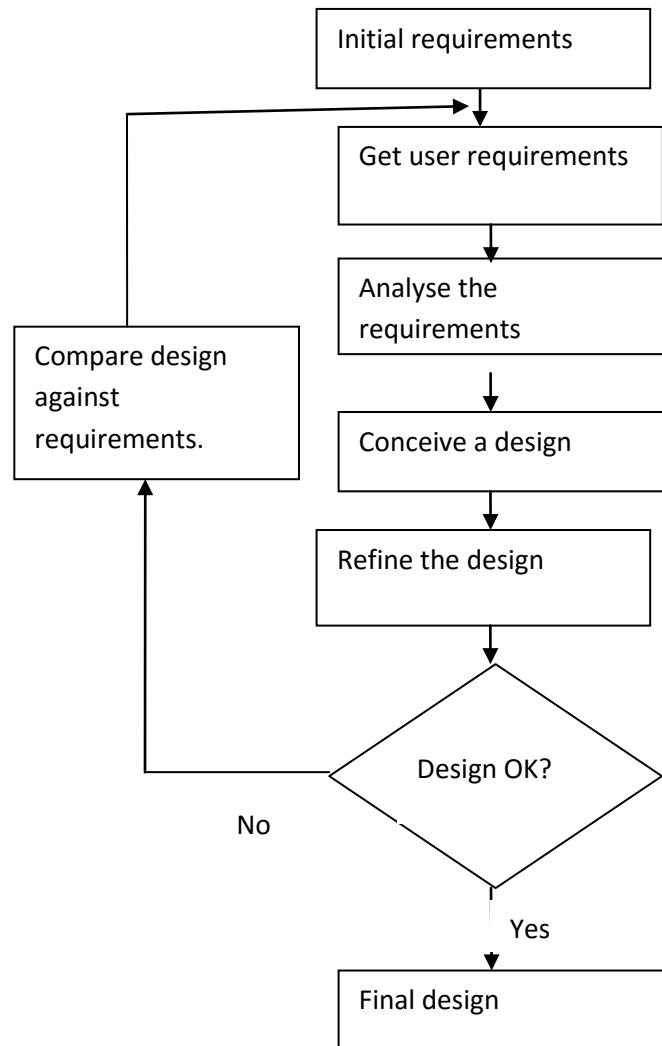 Initial requirements
Get user requirements
Analyse the
requirements
Compare design
against
requirements.
Conceive a design
Refine the design
Design OK?
No
Yes
Final design